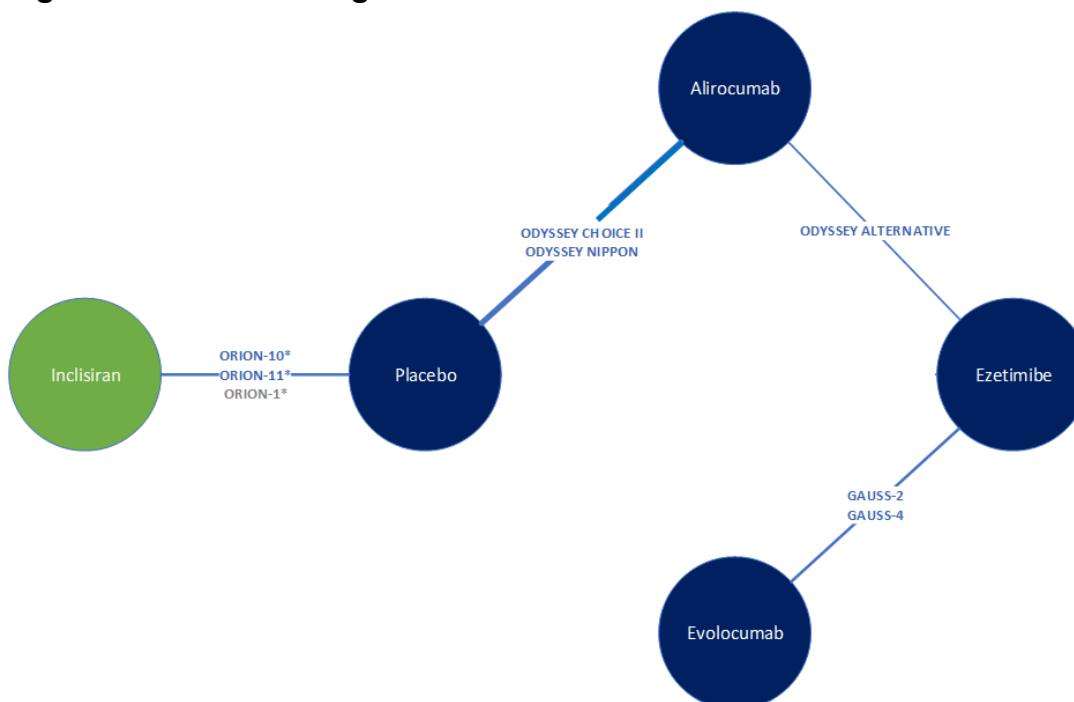 Alirocumab
ODYSSEY CHOICE II
ODYSSEY NIPPON
ODYSSEY ALTERNATIVE
ORION-10*
ORION-11*
ORION-1*
Inclisiran
Placebo
Ezetimibe
GAUSS-2
GAUSS-4
Evolocumab